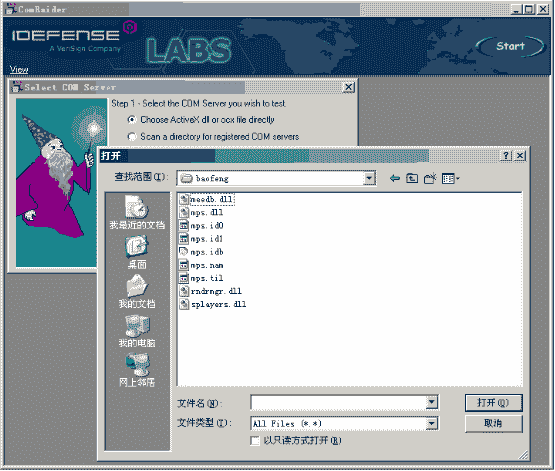 ComRaider
IDEFENSE
A VeriSign Company
LABS
Start
View
Select COM Server
Step 1 - Select the COM Server you wish to test.
Choose ActiveX dll or ocx file directly
Scan a directory for registered COM servers
打开
查找范围(I):
baofeng
我最近的文档
桌面
我的文档
我的电脑
网上邻居
meedb.dll
mps.dll
mps.id0
mps.id1
mps.idb
mps.nam
mps.til
rndrmgr.dll
splayers.dll
文件名(N):
打开(O)
文件类型(T):
All Files (*.*)
取消
以只读方式打开(R)